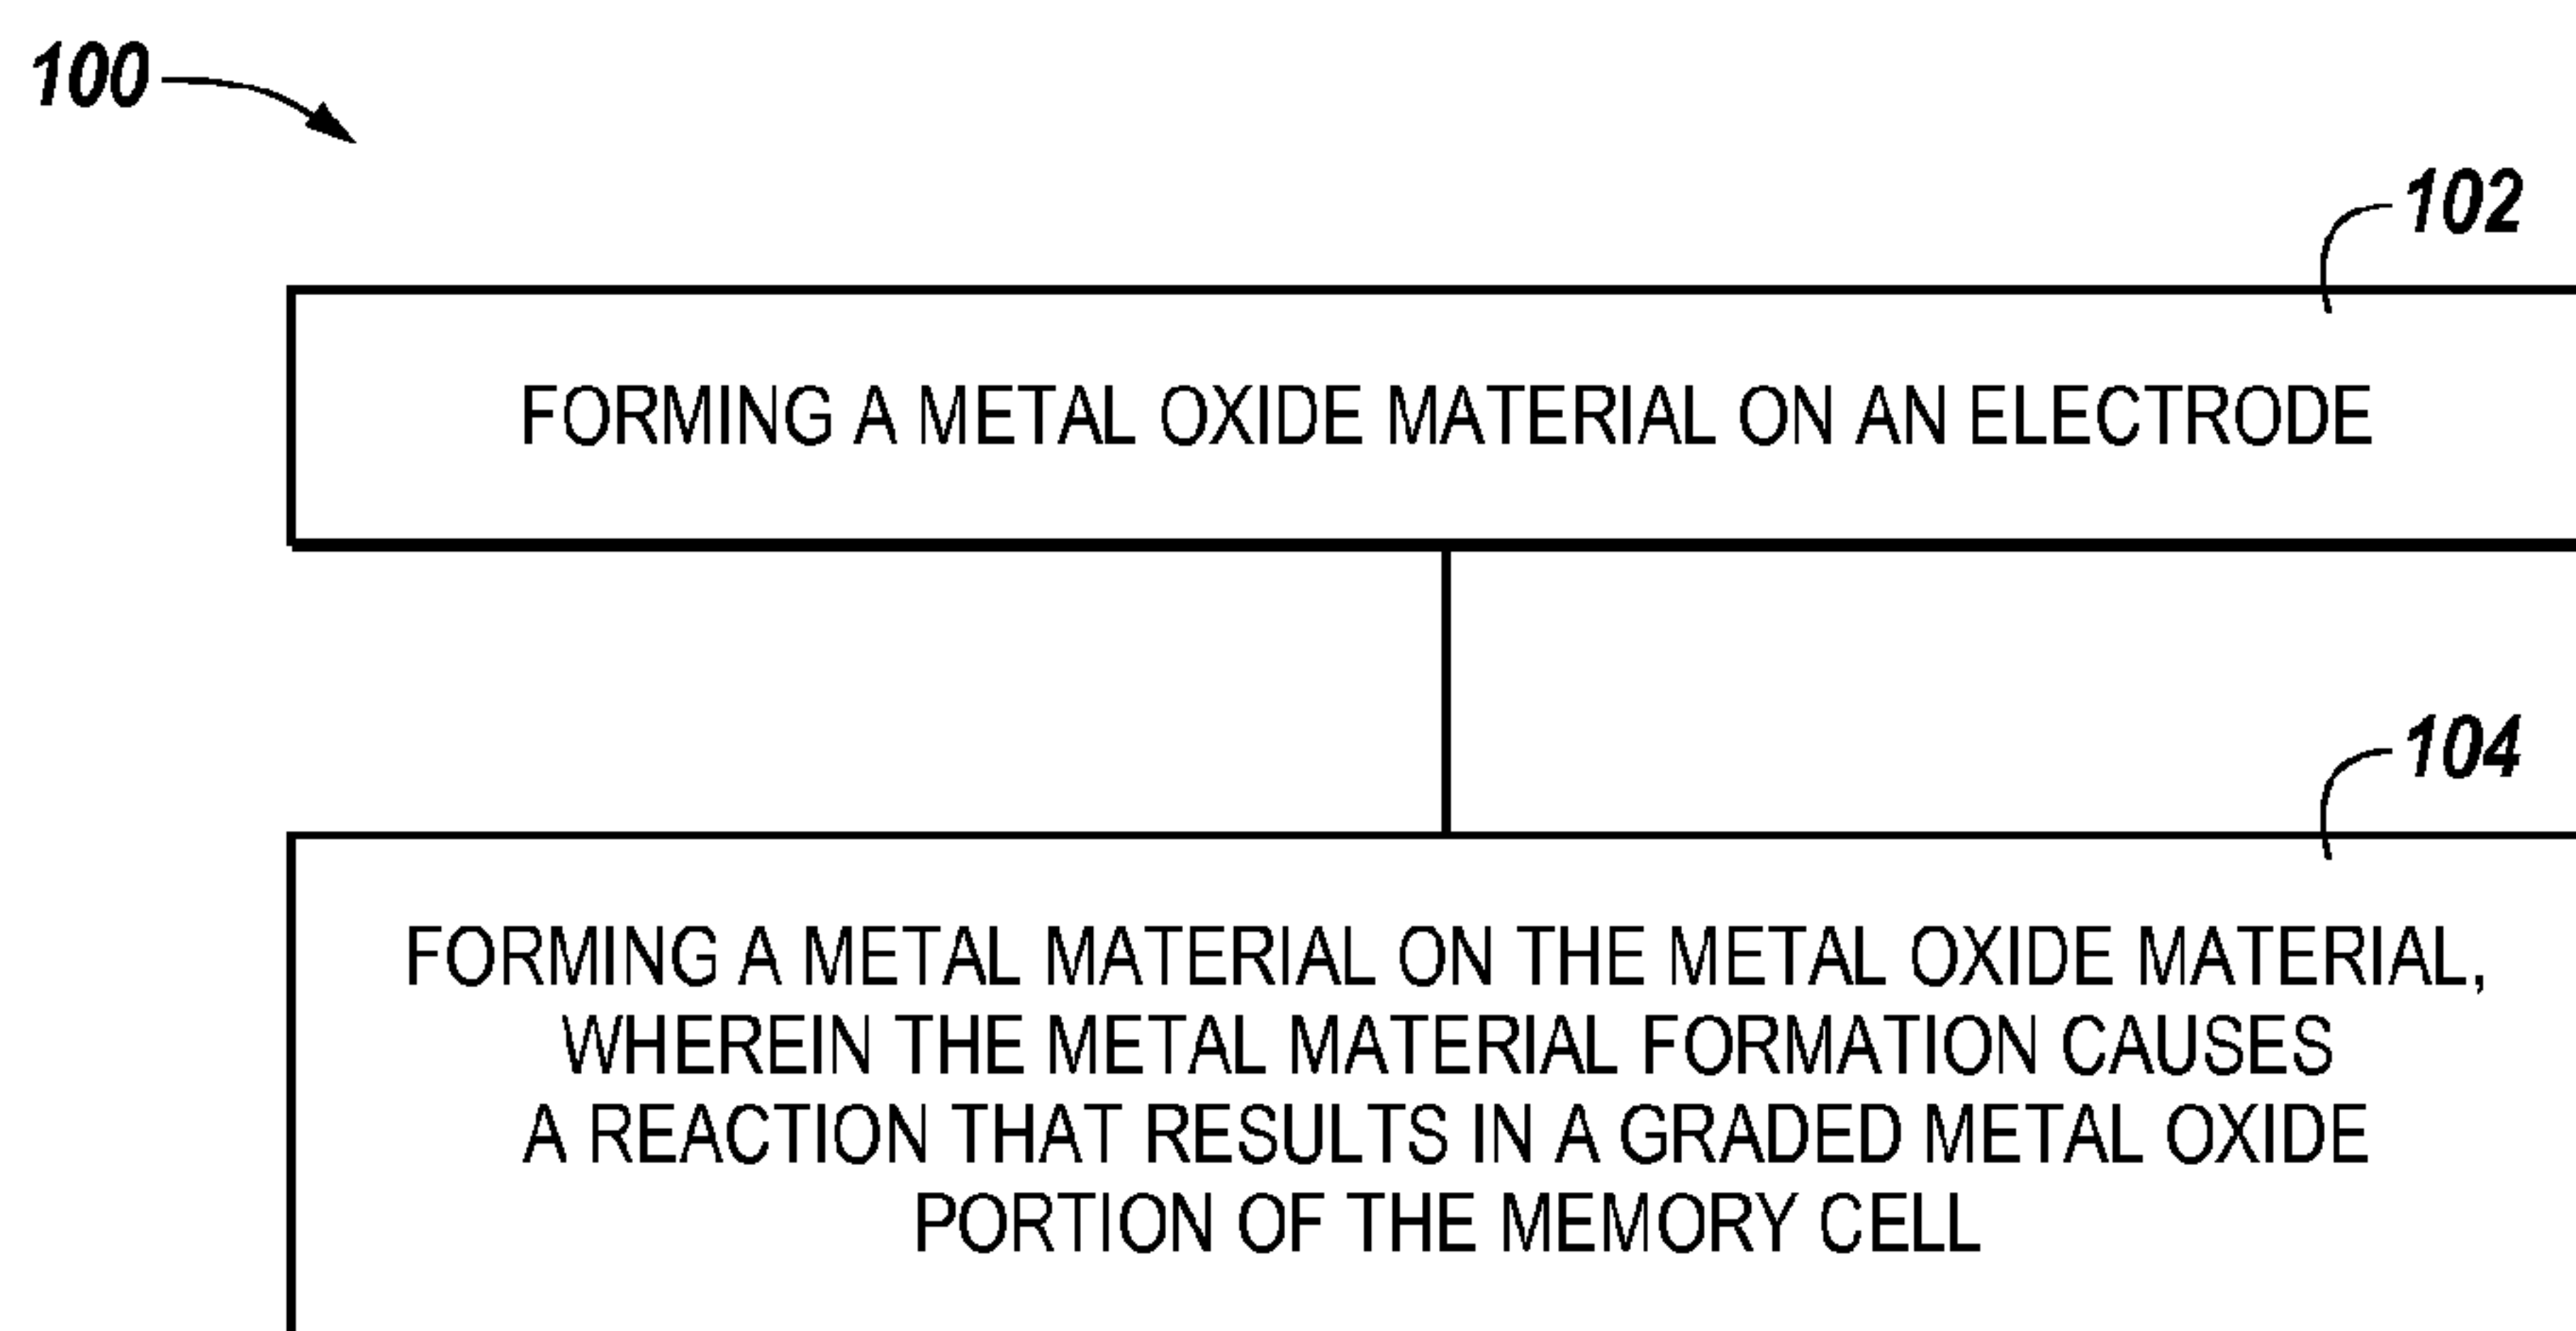 100
102
FORMING A METAL OXIDE MATERIAL ON AN ELECTRODE
104
FORMING A METAL MATERIAL ON THE METAL OXIDE MATERIAL,
WHEREIN THE METAL MATERIAL FORMATION CAUSES
A REACTION THAT RESULTS IN A GRADED METAL OXIDE
PORTION OF THE MEMORY CELL